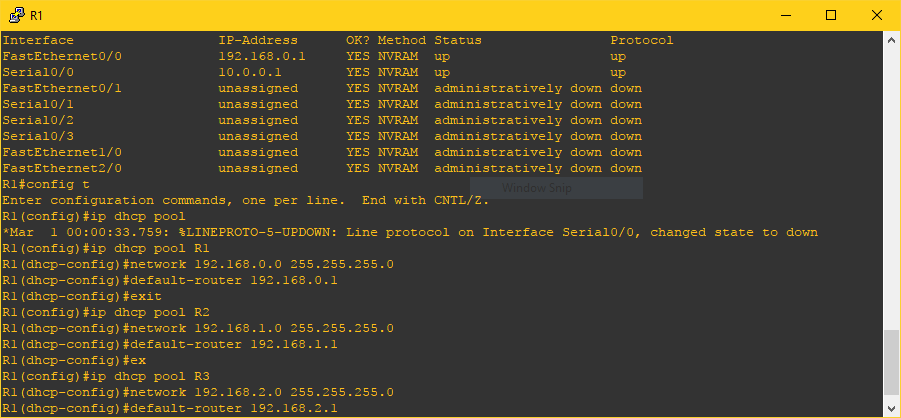 R1
Interface IP-Address OK? Method Status Protocol
FastEthernet0/0 192.168.0.1 YES NVRAM up up
Serial0/0 10.0.0.1 YES NVRAM up up
FastEthernet0/1 unassigned YES NVRAM administratively down down
Serial0/1 unassigned YES NVRAM administratively down down
Serial0/2 unassigned YES NVRAM administratively down down
Serial0/3 unassigned YES NVRAM administratively down down
FastEthernet1/0 unassigned YES NVRAM administratively down down
FastEthernet2/0 unassigned YES NVRAM administratively down down
R1#config t
Window Snip
Enter configuration commands, one per line.  End with CNTL/Z.
R1(config)#ip dhcp pool
*Mar  1 00:00:33.759: %LINEPROTO-5-UPDOWN: Line protocol on Interface Serial0/0, changed state to down
R1(config)#ip dhcp pool R1
R1(dhcp-config)#network 192.168.0.0 255.255.255.0
R1(dhcp-config)#default-router 192.168.0.1
R1(dhcp-config)#exit
R1(config)#ip dhcp pool R2
R1(dhcp-config)#network 192.168.1.0 255.255.255.0
R1(dhcp-config)#default-router 192.168.1.1
R1(dhcp-config)#ex
R1(config)#ip dhcp pool R3
R1(dhcp-config)#network 192.168.2.0 255.255.255.0
R1(dhcp-config)#default-router 192.168.2.1